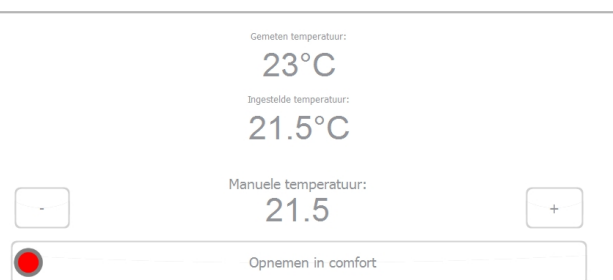 Gemeten temperatuur:
23°C
Ingestelde temperatuur:
21.5°C
Manuele temperatuur:
- 21.5 +
Opnemen in comfort